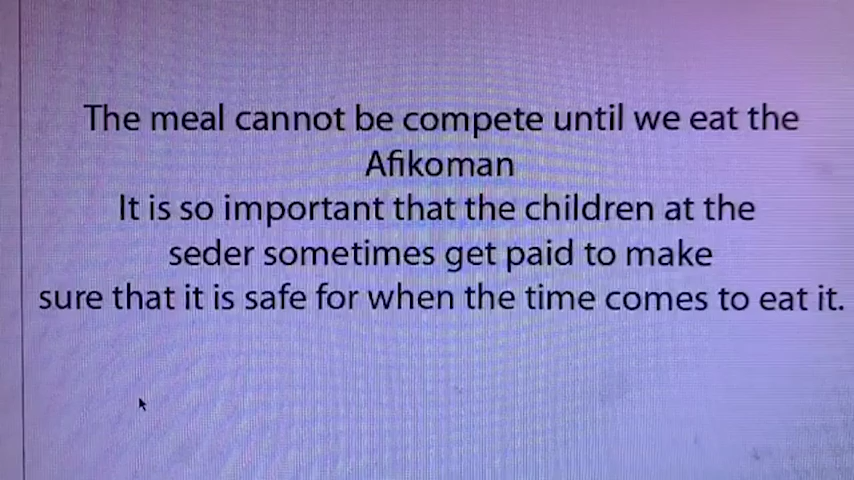 The meal cannot be compete until we eat the
Afikoman
It is so important that the children at the
seder sometimes get paid to make
sure that it is safe for when the time comes to eat it.